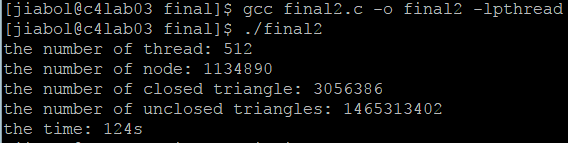 [jiabol@c4lab03 final]$ gcc final2.c -o final2 -lpthread
[jiabol@c4lab03 final]$ ./final2
the number of thread: 512
the number of node: 1134890
the number of closed triangle: 3056386
the number of unclosed triangles: 1465313402
the time: 124s